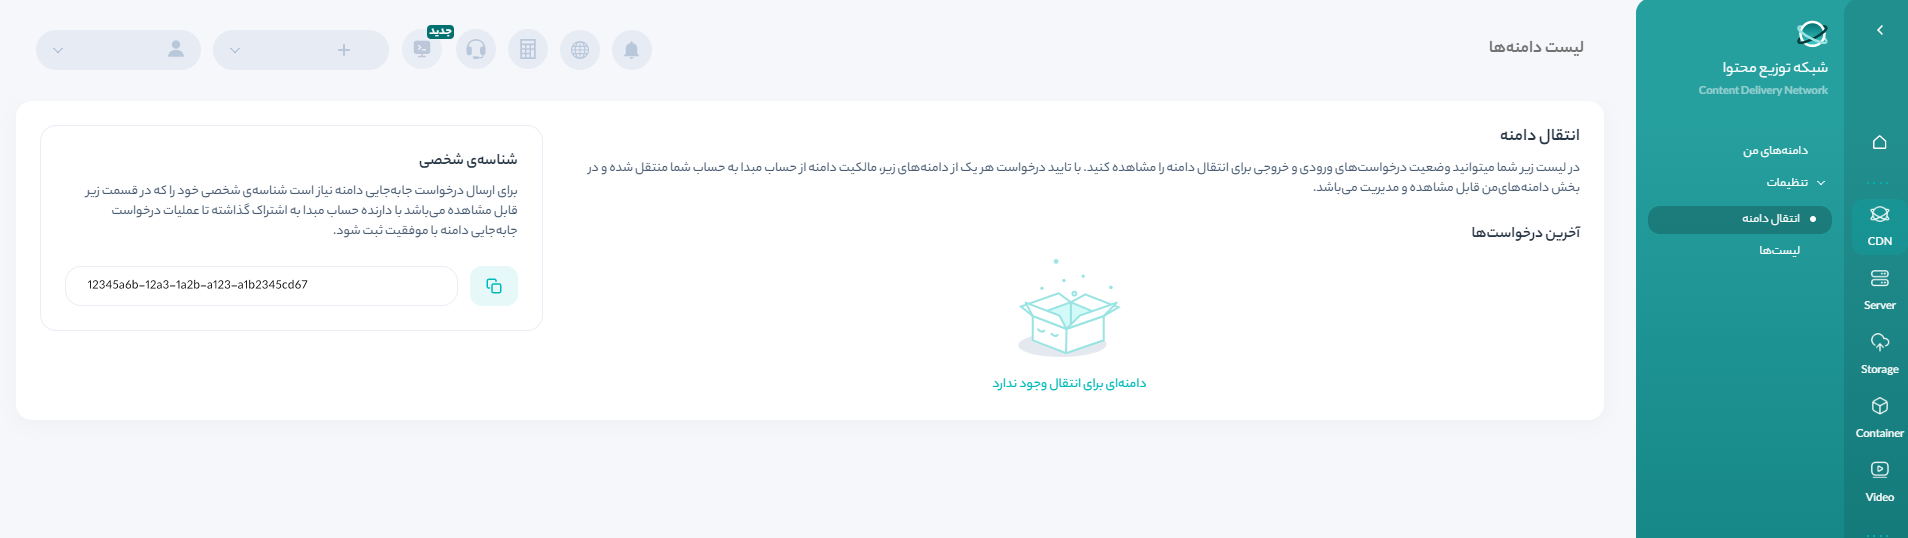 شبکه توزیع محتوا
Content Delivery Network
دامنه‌های من
تنظیمات
انتقال دامنه
لیست‌ها
CDN
Server
Storage
Container
Video
لیست دامنه‌ها
جدید
انتقال دامنه
در لیست زیر شما میتوانید وضعیت درخواست‌های ورودی و خروجی برای انتقال دامنه را مشاهده کنید. با تایید درخواست هر یک از دامنه‌های زیر، مالکیت دامنه از حساب مبدا به حساب شما منتقل شده و در
بخش دامنه‌های‌من قابل مشاهده و مدیریت می‌باشد.
آخرین درخواست‌ها
دامنه‌ای برای انتقال وجود ندارد
شناسه‌ی شخصی
برای ارسال درخواست جابه‌جایی دامنه نیاز است شناسه‌ی شخصی خود را که در قسمت زیر
قابل مشاهده می‌باشد با دارنده حساب مبدا به اشتراک گذاشته تا عملیات درخواست
جابه‌جایی دامنه با موفقیت ثبت شود.
12345a6b-12a3-1a2b-a123-a1b2345cd67